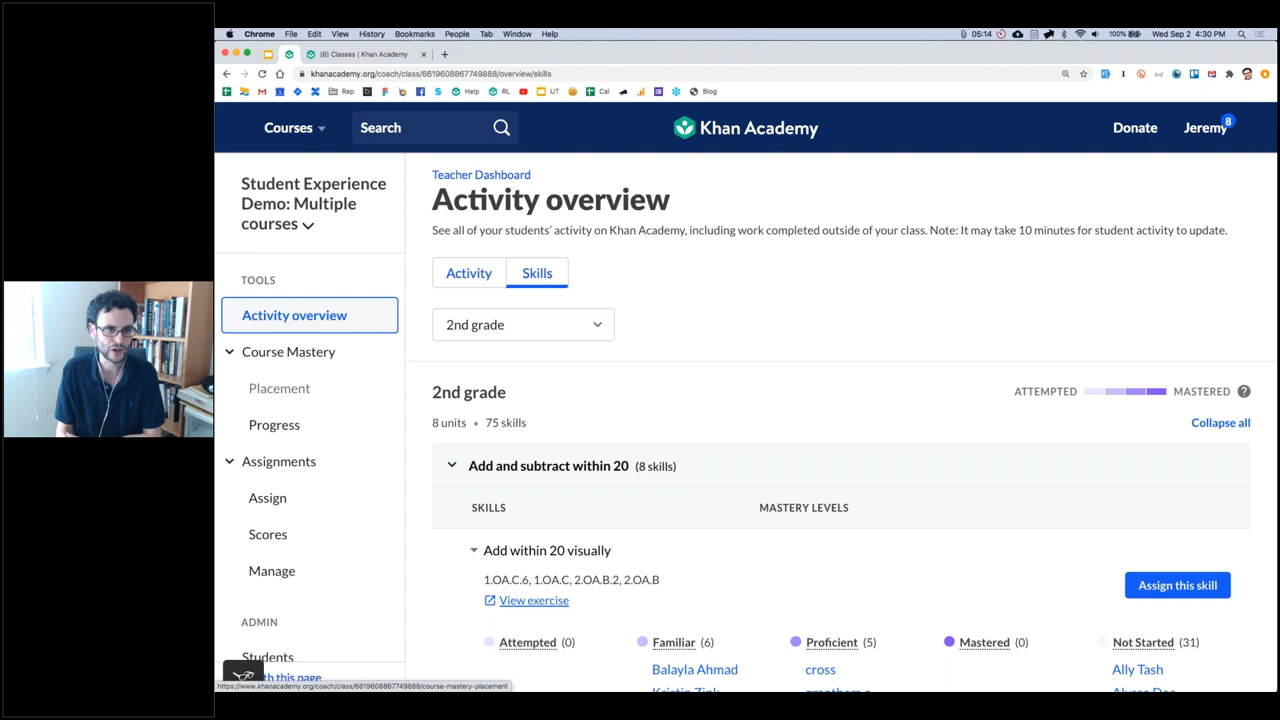 Chrome File Edit View History Bookmarks People Tab Window Help 05:14 100% Wed Sep 2 4:30 PM
(8) Classes | Khan Academy
khanacademy.org/coach/class/6619608867749888/overview/skills
Rep Help RL UT Cal Blog
Courses Search Khan Academy Donate Jeremy 8
Student Experience
Demo: Multiple
courses
TOOLS
Activity overview
Course Mastery
Placement
Progress
Assignments
Assign
Scores
Manage
ADMIN
Students
th this page
https://www.khanacademy.org/coach/class/6619608867749888/course-mastery-placement
Teacher Dashboard
Activity overview
See all of your students' activity on Khan Academy, including work completed outside of your class. Note: It may take 10 minutes for student activity to update.
Activity Skills
2nd grade
2nd grade ATTEMPTED MASTERED ?
8 units • 75 skills Collapse all
Add and subtract within 20 (8 skills)
SKILLS MASTERY LEVELS
Add within 20 visually
1.OA.C.6, 1.OA.C, 2.OA.B.2, 2.OA.B Assign this skill
View exercise
Attempted (0) Familiar (6) Proficient (5) Mastered (0) Not Started (31)
Balayla Ahmad cross Ally Tash